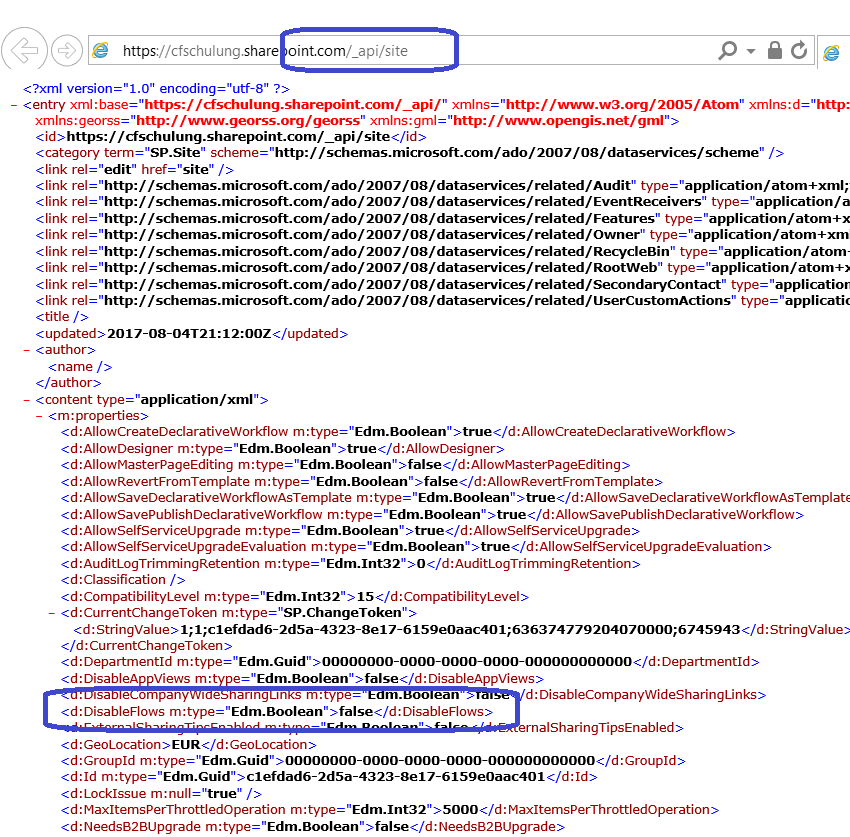 https://cfschulung.sharepoint.com/_api/site
<?xml version="1.0" encoding="utf-8" ?>
- <entry xml:base="https://cfschulung.sharepoint.com/_api/" xmlns="http://www.w3.org/2005/Atom" xmlns:d="http:
xmlns:georss="http://www.georss.org/georss" xmlns:gml="http://www.opengis.net/gml">
<id>https://cfschulung.sharepoint.com/_api/site</id>
<category term="SP.Site" scheme="http://schemas.microsoft.com/ado/2007/08/dataservices/scheme" />
<link rel="edit" href="site" />
<link rel="http://schemas.microsoft.com/ado/2007/08/dataservices/related/Audit" type="application/atom+xml;
<link rel="http://schemas.microsoft.com/ado/2007/08/dataservices/related/EventReceivers" type="application/a
<link rel="http://schemas.microsoft.com/ado/2007/08/dataservices/related/Features" type="application/atom+x
<link rel="http://schemas.microsoft.com/ado/2007/08/dataservices/related/Owner" type="application/atom+xm
<link rel="http://schemas.microsoft.com/ado/2007/08/dataservices/related/RecycleBin" type="application/atom
<link rel="http://schemas.microsoft.com/ado/2007/08/dataservices/related/RootWeb" type="application/atom+x
<link rel="http://schemas.microsoft.com/ado/2007/08/dataservices/related/SecondaryContact" type="applicatio
<link rel="http://schemas.microsoft.com/ado/2007/08/dataservices/related/UserCustomActions" type="applica
<title />
<updated>2017-08-04T21:12:00Z</updated>
- <author>
<name />
</author>
- <content type="application/xml">
- <m:properties>
<d:AllowCreateDeclarativeWorkflow m:type="Edm.Boolean">true</d:AllowCreateDeclarativeWorkflow>
<d:AllowDesigner m:type="Edm.Boolean">true</d:AllowDesigner>
<d:AllowMasterPageEditing m:type="Edm.Boolean">false</d:AllowMasterPageEditing>
<d:AllowRevertFromTemplate m:type="Edm.Boolean">false</d:AllowRevertFromTemplate>
<d:AllowSaveDeclarativeWorkflowAsTemplate m:type="Edm.Boolean">true</d:AllowSaveDeclarativeWorkflowAsTemplate
<d:AllowSavePublishDeclarativeWorkflow m:type="Edm.Boolean">true</d:AllowSavePublishDeclarativeWorkflow>
<d:AllowSelfServiceUpgrade m:type="Edm.Boolean">true</d:AllowSelfServiceUpgrade>
<d:AllowSelfServiceUpgradeEvaluation m:type="Edm.Boolean">true</d:AllowSelfServiceUpgradeEvaluation>
<d:AuditLogTrimmingRetention m:type="Edm.Int32">0</d:AuditLogTrimmingRetention>
<d:Classification />
<d:CompatibilityLevel m:type="Edm.Int32">15</d:CompatibilityLevel>
- <d:CurrentChangeToken m:type="SP.ChangeToken">
<d:StringValue>1;1;c1efdad6-2d5a-4323-8e17-6159e0aac401;636374779204070000;6745943</d:StringValue>
</d:CurrentChangeToken>
<d:DepartmentId m:type="Edm.Guid">00000000-0000-0000-0000-000000000000</d:DepartmentId>
<d:DisableAppViews m:type="Edm.Boolean">false</d:DisableAppViews>
<d:DisableCompanyWideSharingLinks m:type="Edm.Boolean">false</d:DisableCompanyWideSharingLinks>
<d:DisableFlows m:type="Edm.Boolean">false</d:DisableFlows>
<d:ExternalSharingTipsEnabled m:type="Edm.Boolean">false</d:ExternalSharingTipsEnabled>
<d:GeoLocation>EUR</d:GeoLocation>
<d:GroupId m:type="Edm.Guid">00000000-0000-0000-0000-000000000000</d:GroupId>
<d:Id m:type="Edm.Guid">c1efdad6-2d5a-4323-8e17-6159e0aac401</d:Id>
<d:LockIssue m:null="true" />
<d:MaxItemsPerThrottledOperation m:type="Edm.Int32">5000</d:MaxItemsPerThrottledOperation>
<d:NeedsB2BUpgrade m:type="Edm.Boolean">false</d:NeedsB2BUpgrade>